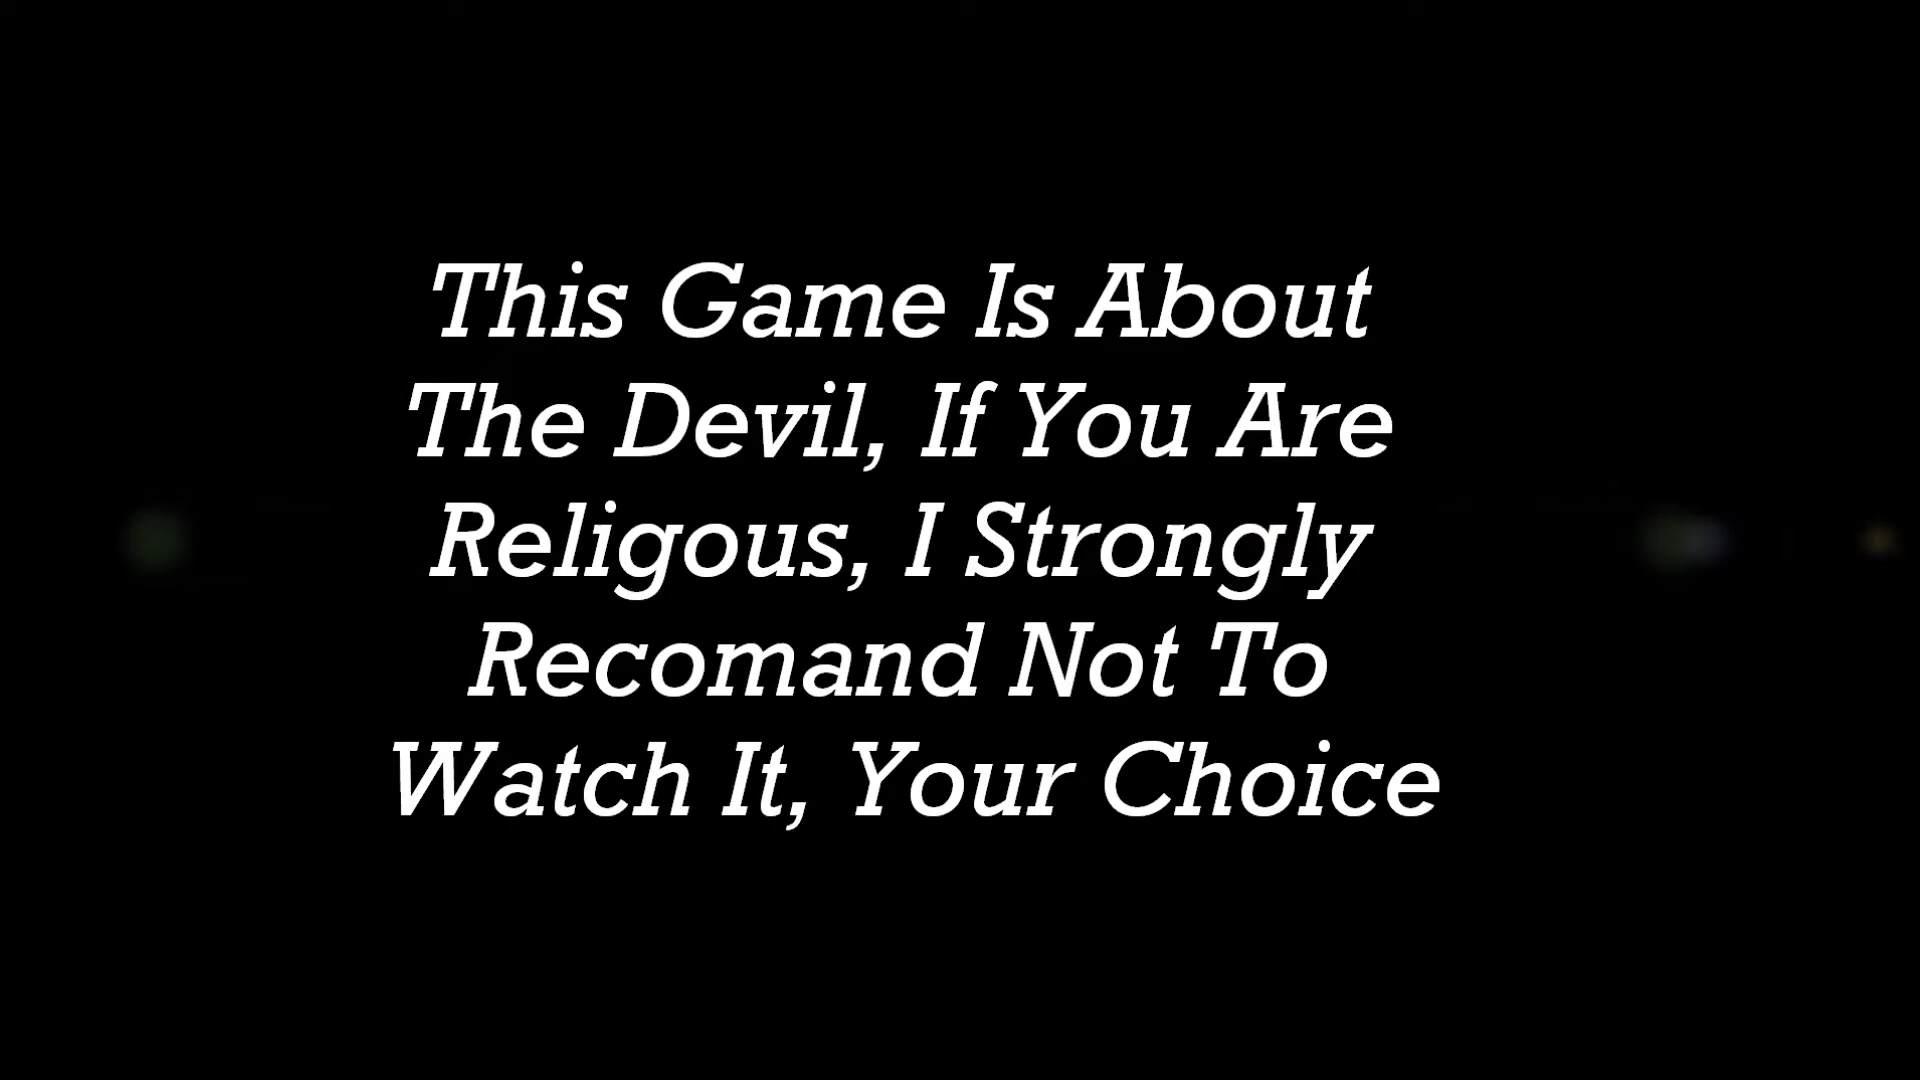 This Game Is About
The Devil, If You Are
Religous, I Strongly
Recomand Not To
Watch It, Your Choice